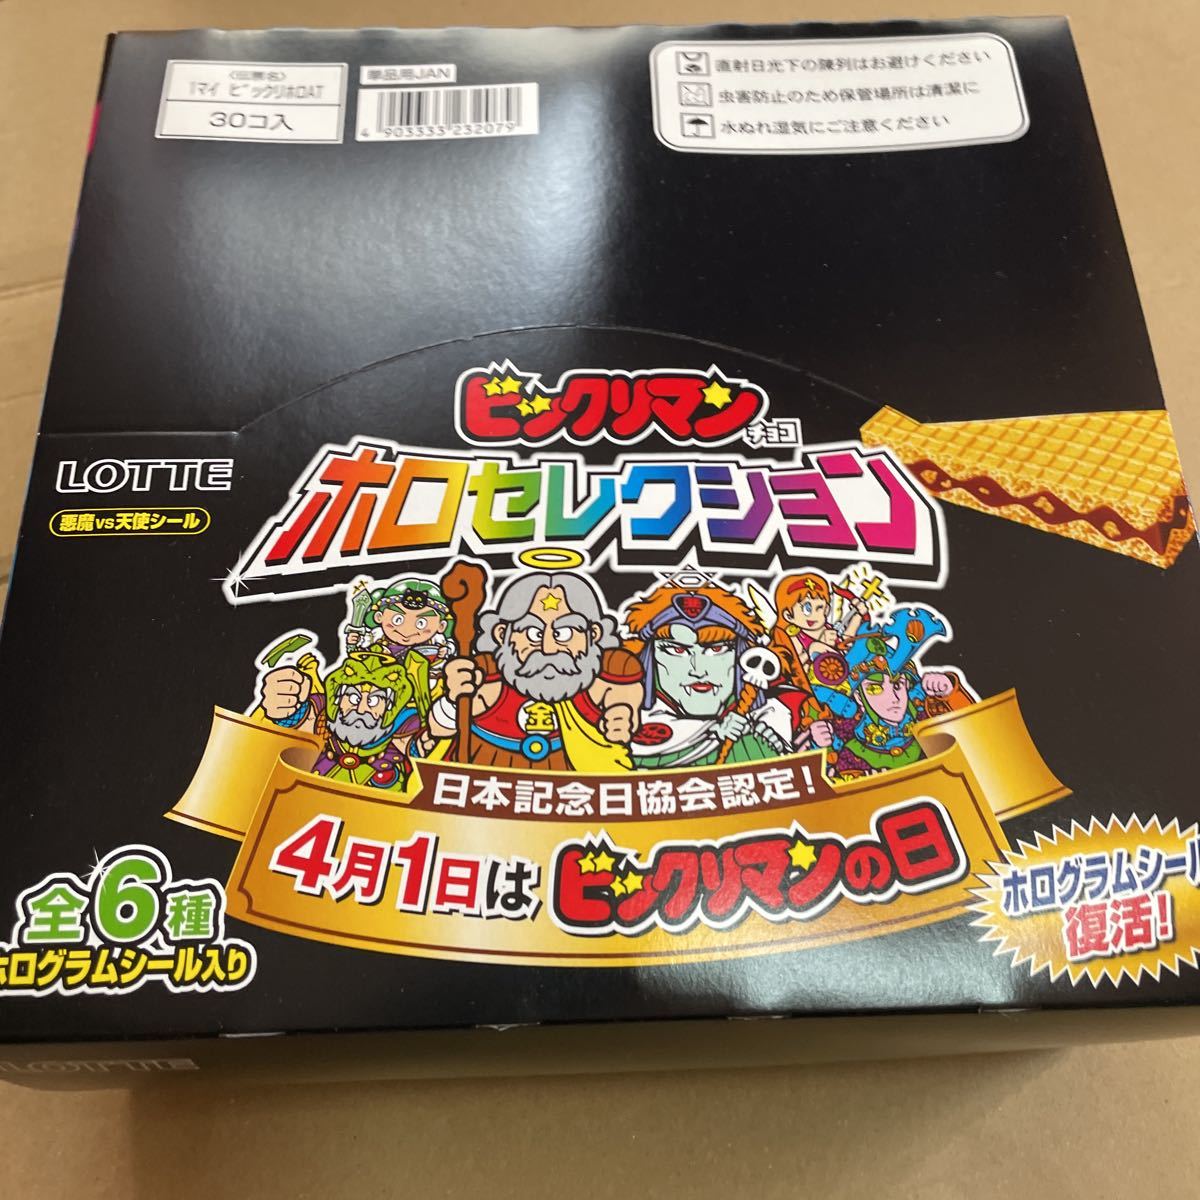 〈伝票名〉
1マイ ビックリホロAT
30コ入
単品用JAN
4 903333 232079
直射日光下の陳列はお避けください
虫害防止のため保管場所は清潔に
水ぬれ湿気にご注意ください
ビックリマン
チョコ
ホロセレクション
LOTTE
悪魔vs天使シール
金
悪
日本記念日協会認定！
4月1日は ビックリマンの日
全6種
ホログラムシール入り
ホログラムシール
復活！
LOTTE